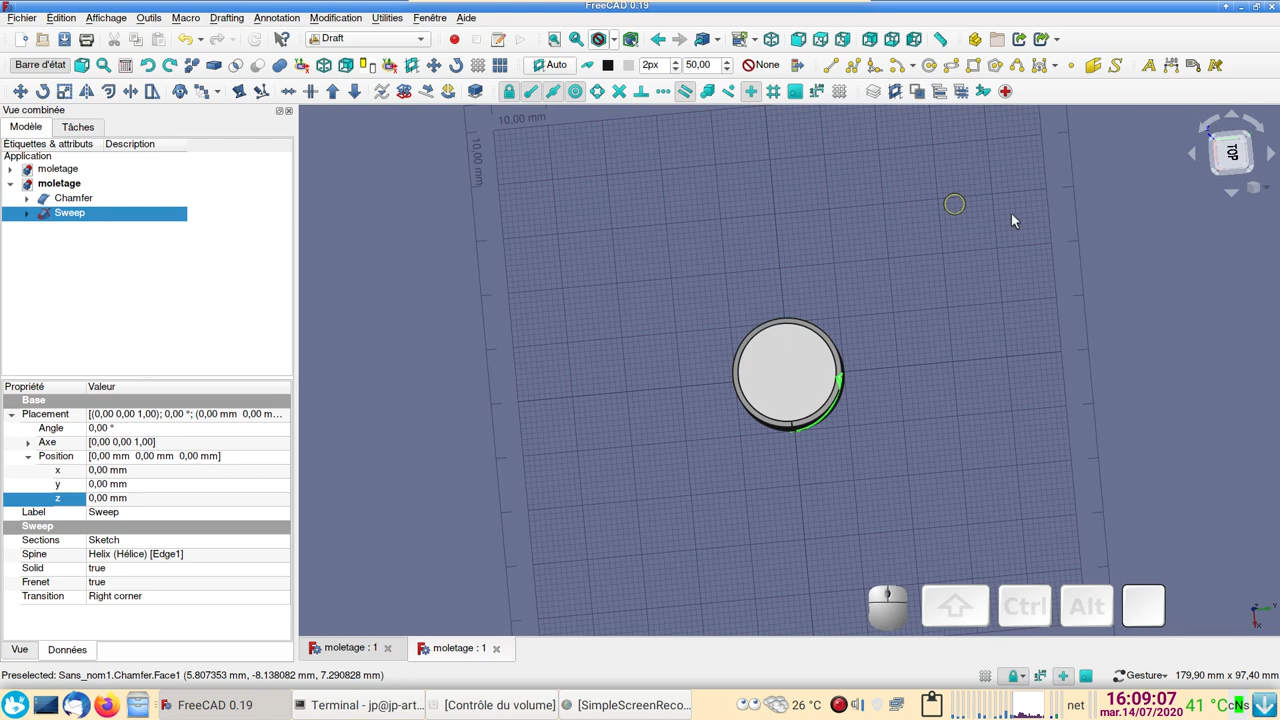 FreeCAD 0.19
Fichier Édition Affichage Outils Macro Drafting Annotation Modification Utilities Fenêtre Aide
Draft
Barre d'état Auto 2px 50,00 None
Vue combinée
Modèle Tâches
Étiquettes & attributs Description
Application
moletage
moletage
Chamfer
Sweep
10,00 mm
10,00 mm
TOP
Propriété Valeur
Base
Placement [(0,00 0,00 1,00); 0,00 °; (0,00 mm 0,00 m...
Angle 0,00 °
Axe [0,00 0,00 1,00]
Position [0,00 mm 0,00 mm 0,00 mm]
x 0,00 mm
y 0,00 mm
z 0,00 mm
Label Sweep
Sweep
Sections Sketch
Spine Helix (Hélice) [Edge1]
Solid true
Frenet true
Transition Right corner
Ctrl Alt
Vue Données
moletage : 1 moletage : 1
Preselected: Sans_nom1.Chamfer.Face1 (5.807353 mm, -8.138082 mm, 7.290828 mm)
Gesture 179,90 mm x 97,40 mm
FreeCAD 0.19 Terminal - jp@jp-art... [Contrôle du volume] [SimpleScreenReco...
26 °C
net
16:09:07
mar.14/07/2020
41 °C